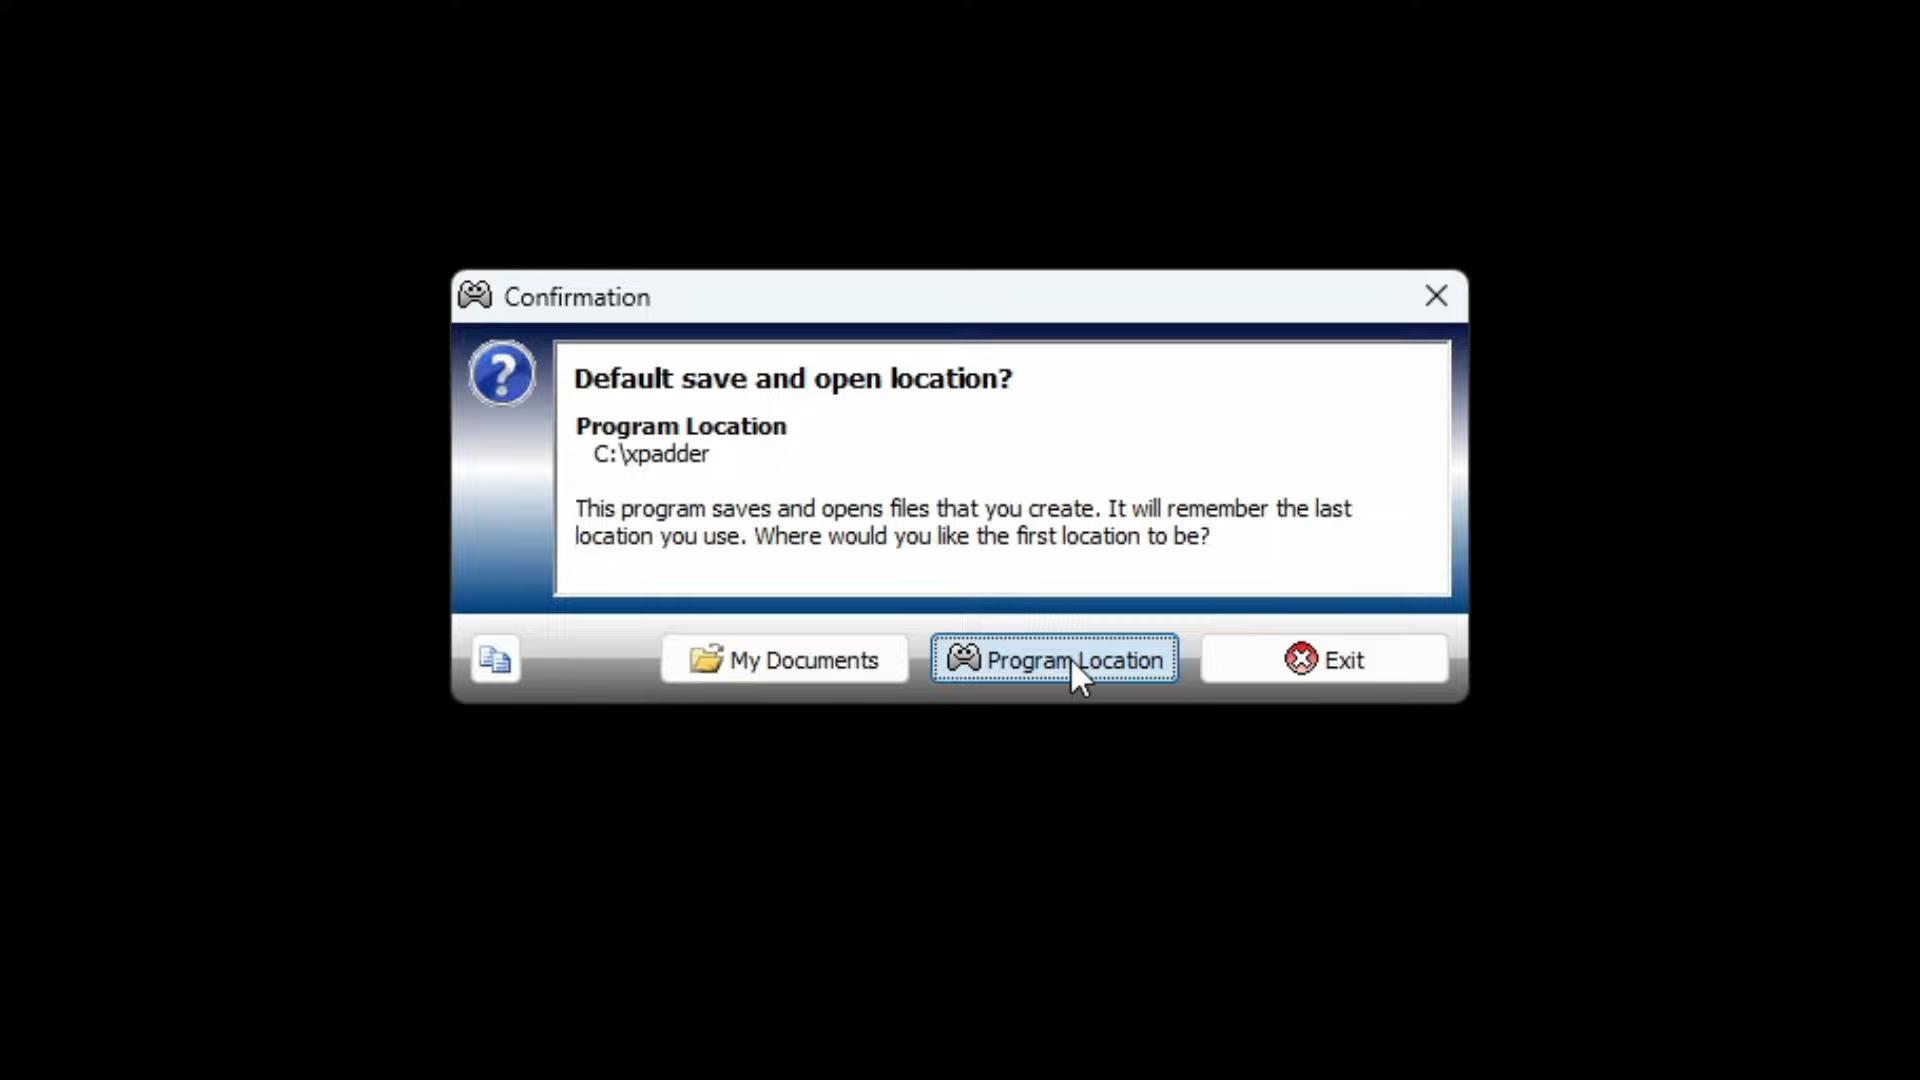 Confirmation
Default save and open location?
Program Location
C:\xpadder
This program saves and opens files that you create. It will remember the last
location you use. Where would you like the first location to be?
My Documents
Program Location
Exit